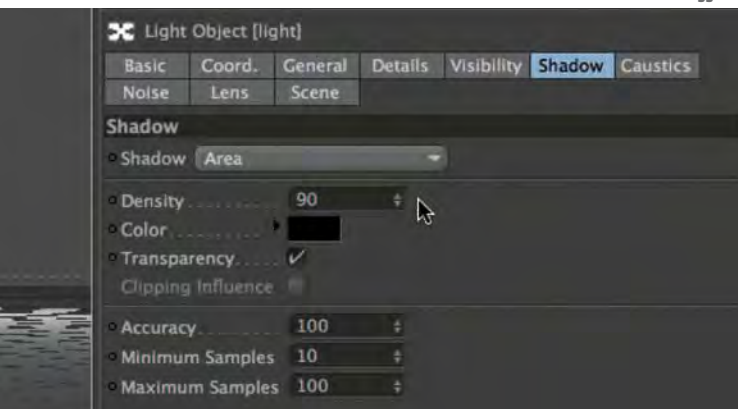 Light Object [light]
Basic Coord. General Details Visibility Shadow Caustics
Noise Lens Scene
Shadow
Shadow Area
Density 90
Color
Transparency
Clipping Influence
Accuracy 100
Minimum Samples 10
Maximum Samples 100